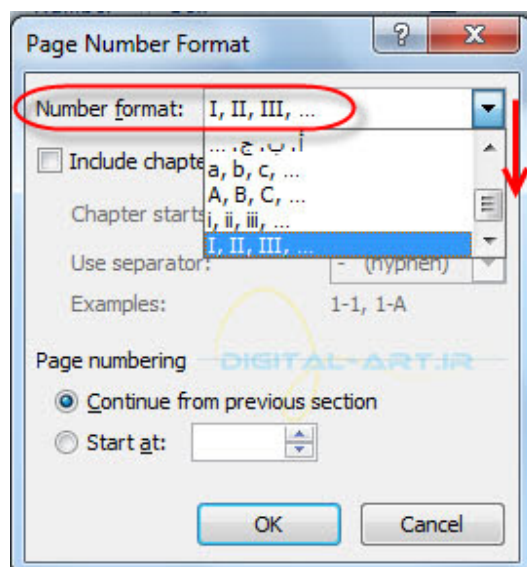 Page Number Format
Number format: I, II, III, ...
أ, ب, ج, ...
Include chapte
a, b, c, ...
A, B, C, ...
Chapter starts
i, ii, iii, ...
I, II, III, ...
Use separator: - (hyphen)
Examples: 1-1, 1-A
Page numbering
DIGITAL-ART.IR
Continue from previous section
Start at:
OK Cancel